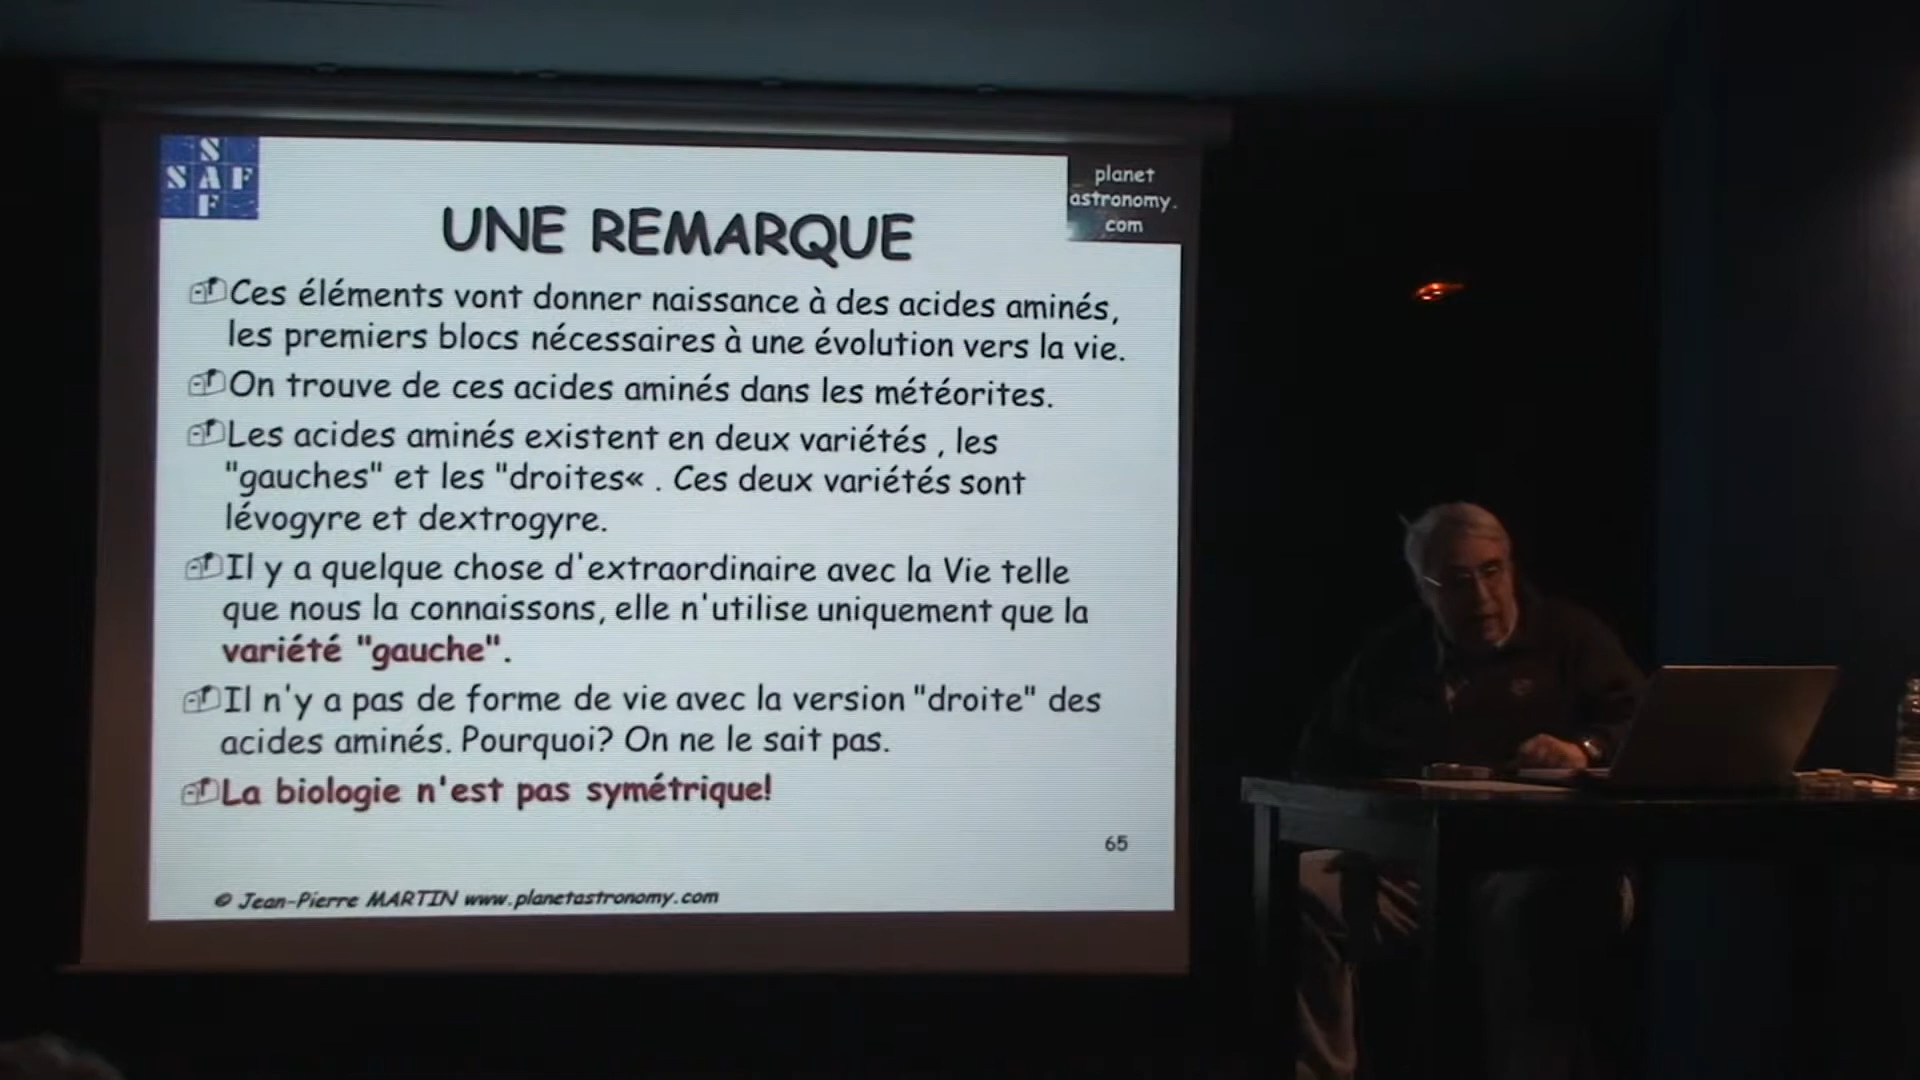 S
SAF
F
planet
astronomy.
com
UNE REMARQUE
Ces éléments vont donner naissance à des acides aminés,
les premiers blocs nécessaires à une évolution vers la vie.
On trouve de ces acides aminés dans les météorites.
Les acides aminés existent en deux variétés , les
"gauches" et les "droites« . Ces deux variétés sont
lévogyre et dextrogyre.
Il y a quelque chose d'extraordinaire avec la Vie telle
que nous la connaissons, elle n'utilise uniquement que la
variété "gauche".
Il n'y a pas de forme de vie avec la version "droite" des
acides aminés. Pourquoi? On ne le sait pas.
La biologie n'est pas symétrique!
65
© Jean-Pierre MARTIN www.planetastronomy.com